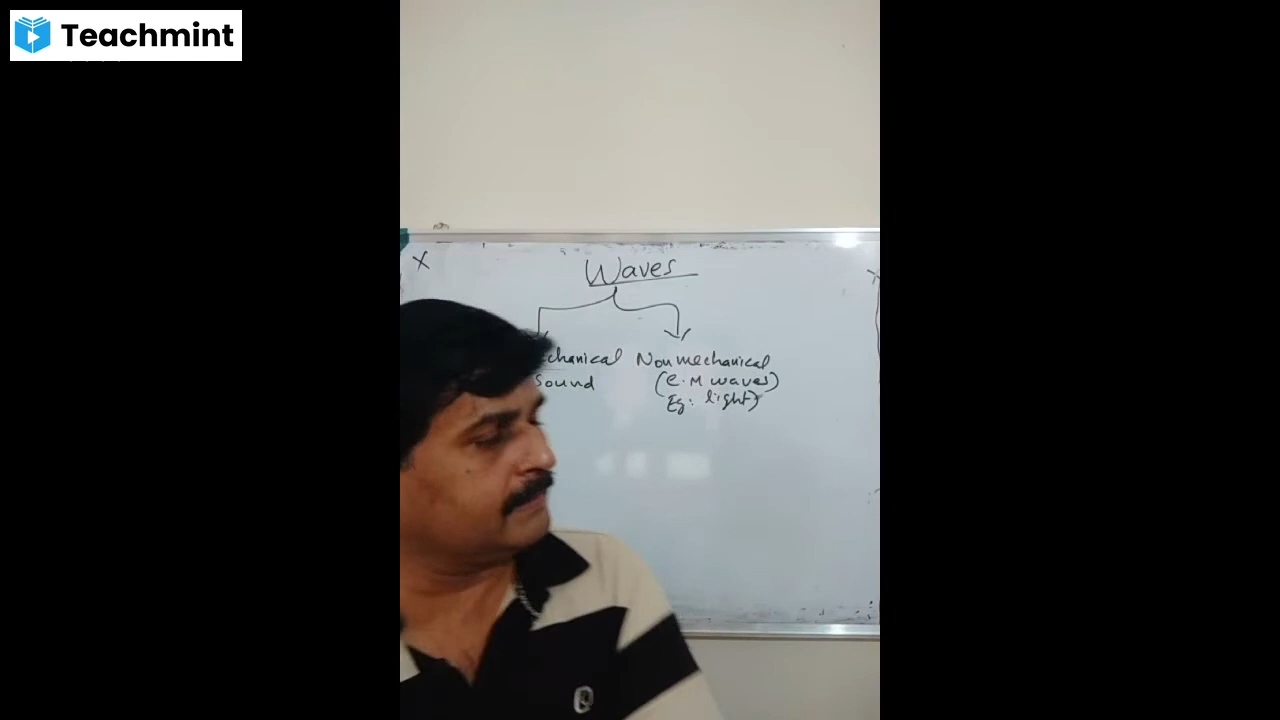 Teachmint
X
Waves
chanical Nonmechanical
Sound (E.M waves)
Eg: light)